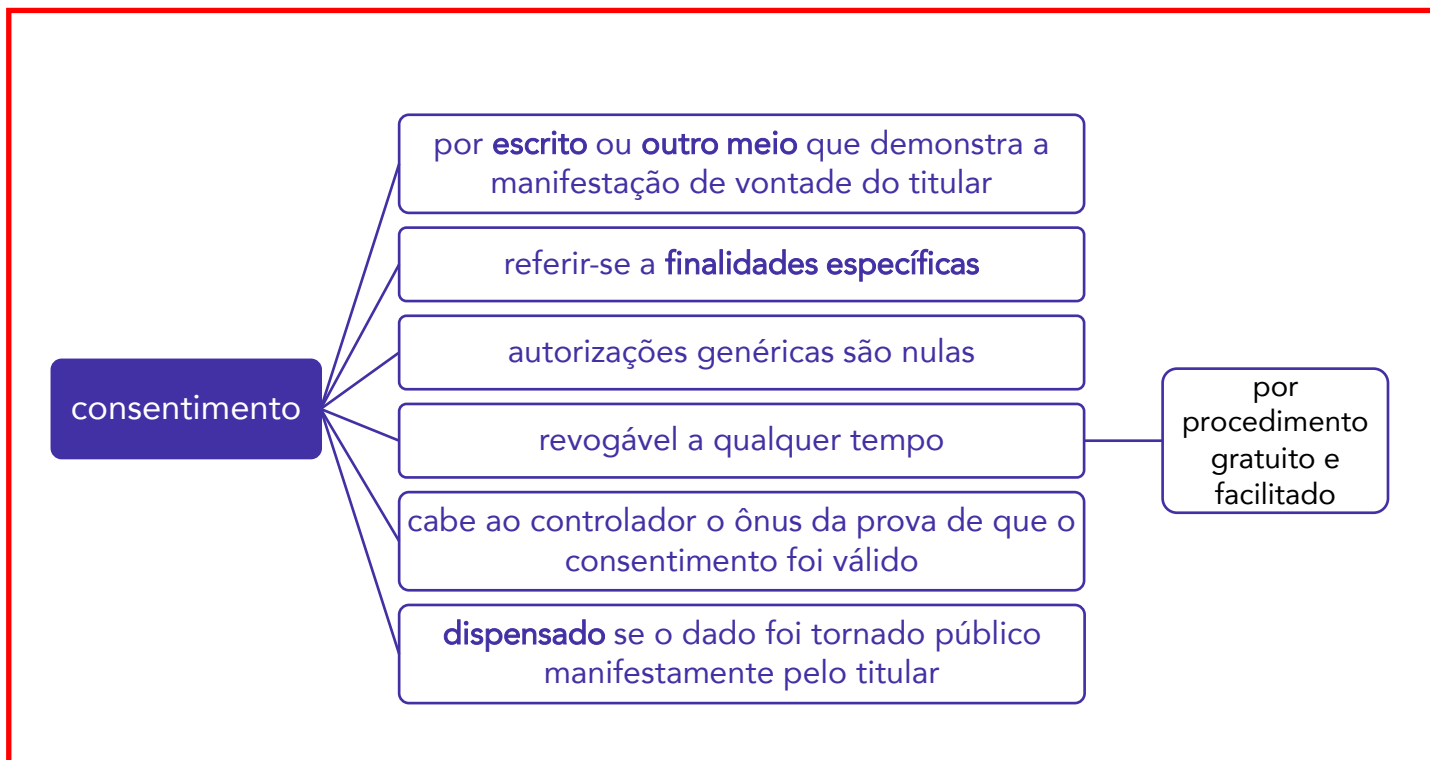 por escrito ou outro meio que demonstra a
manifestação de vontade do titular
referir-se a finalidades específicas
autorizações genéricas são nulas
consentimento
revogável a qualquer tempo
por
procedimento
gratuito e
facilitado
cabe ao controlador o ônus da prova de que o
consentimento foi válido
dispensado se o dado foi tornado público
manifestamente pelo titular